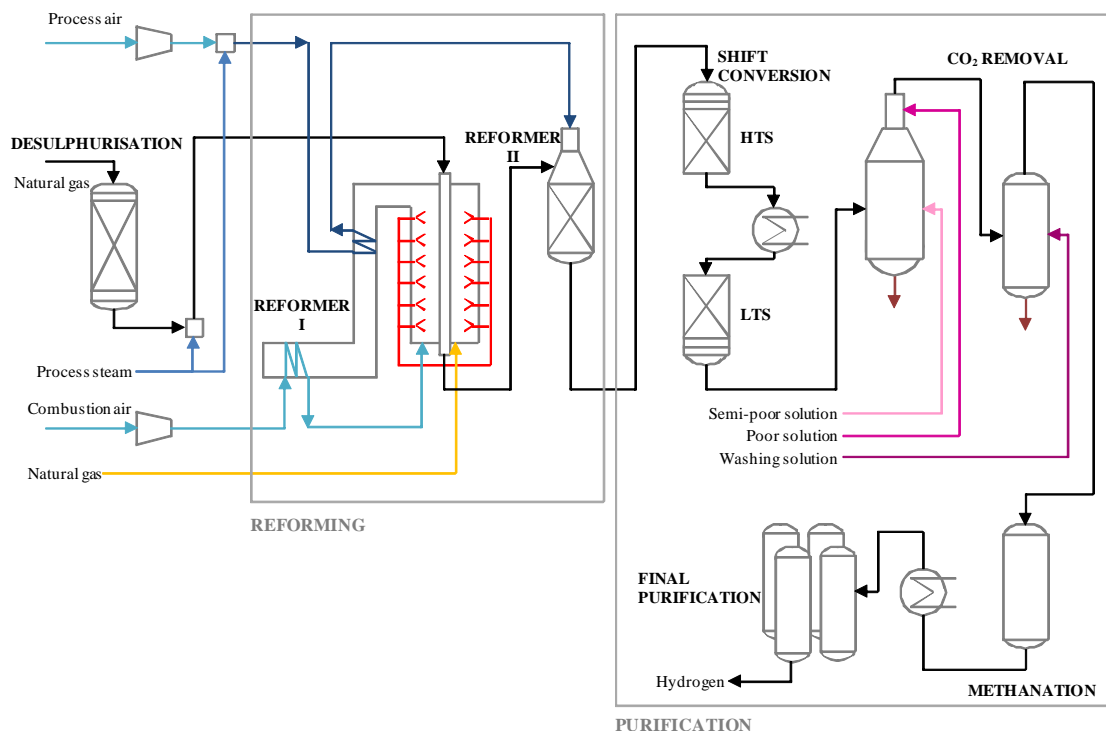 Process air
DESULPHURISATION
Natural gas
Process steam
Combustion air
Natural gas
REFORMER
I
REFORMER
II
REFORMING
SHIFT
CONVERSION
HTS
LTS
CO₂ REMOVAL
Semi-poor solution
Poor solution
Washing solution
FINAL
PURIFICATION
Hydrogen
METHANATION
PURIFICATION